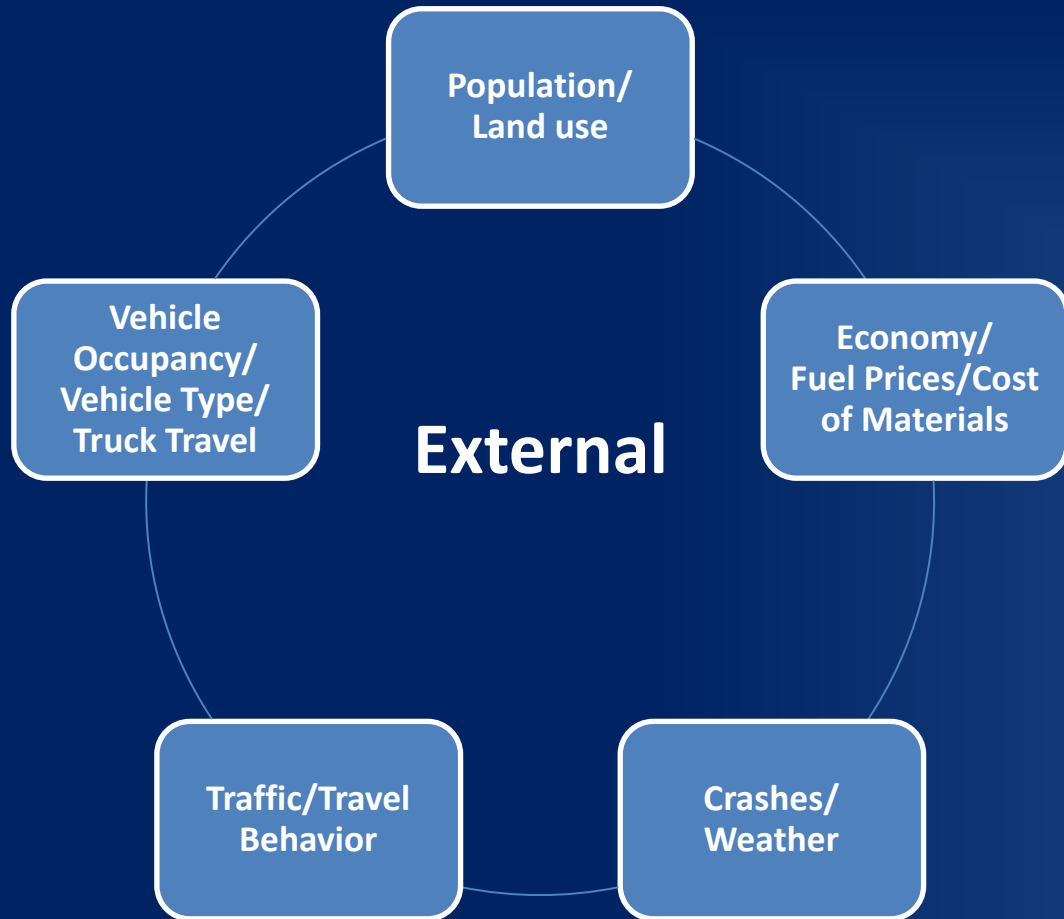 Population/
Land use
Vehicle
Occupancy/
Vehicle Type/
Truck Travel
Economy/
Fuel Prices/Cost
of Materials
External
Traffic/Travel
Behavior
Crashes/
Weather